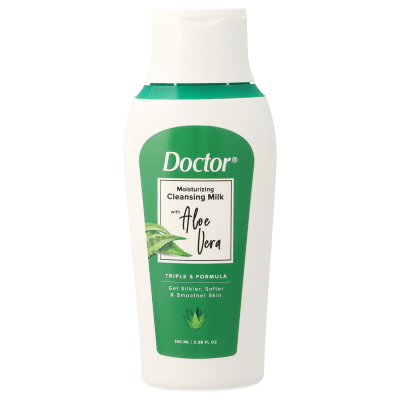 Doctor®
Moisturizing
Cleansing Milk
with Aloe
Vera
TRIPLE S FORMULA
Get Silkier, Softer
& Smoother Skin
100 ML | 3.38 FL OZ